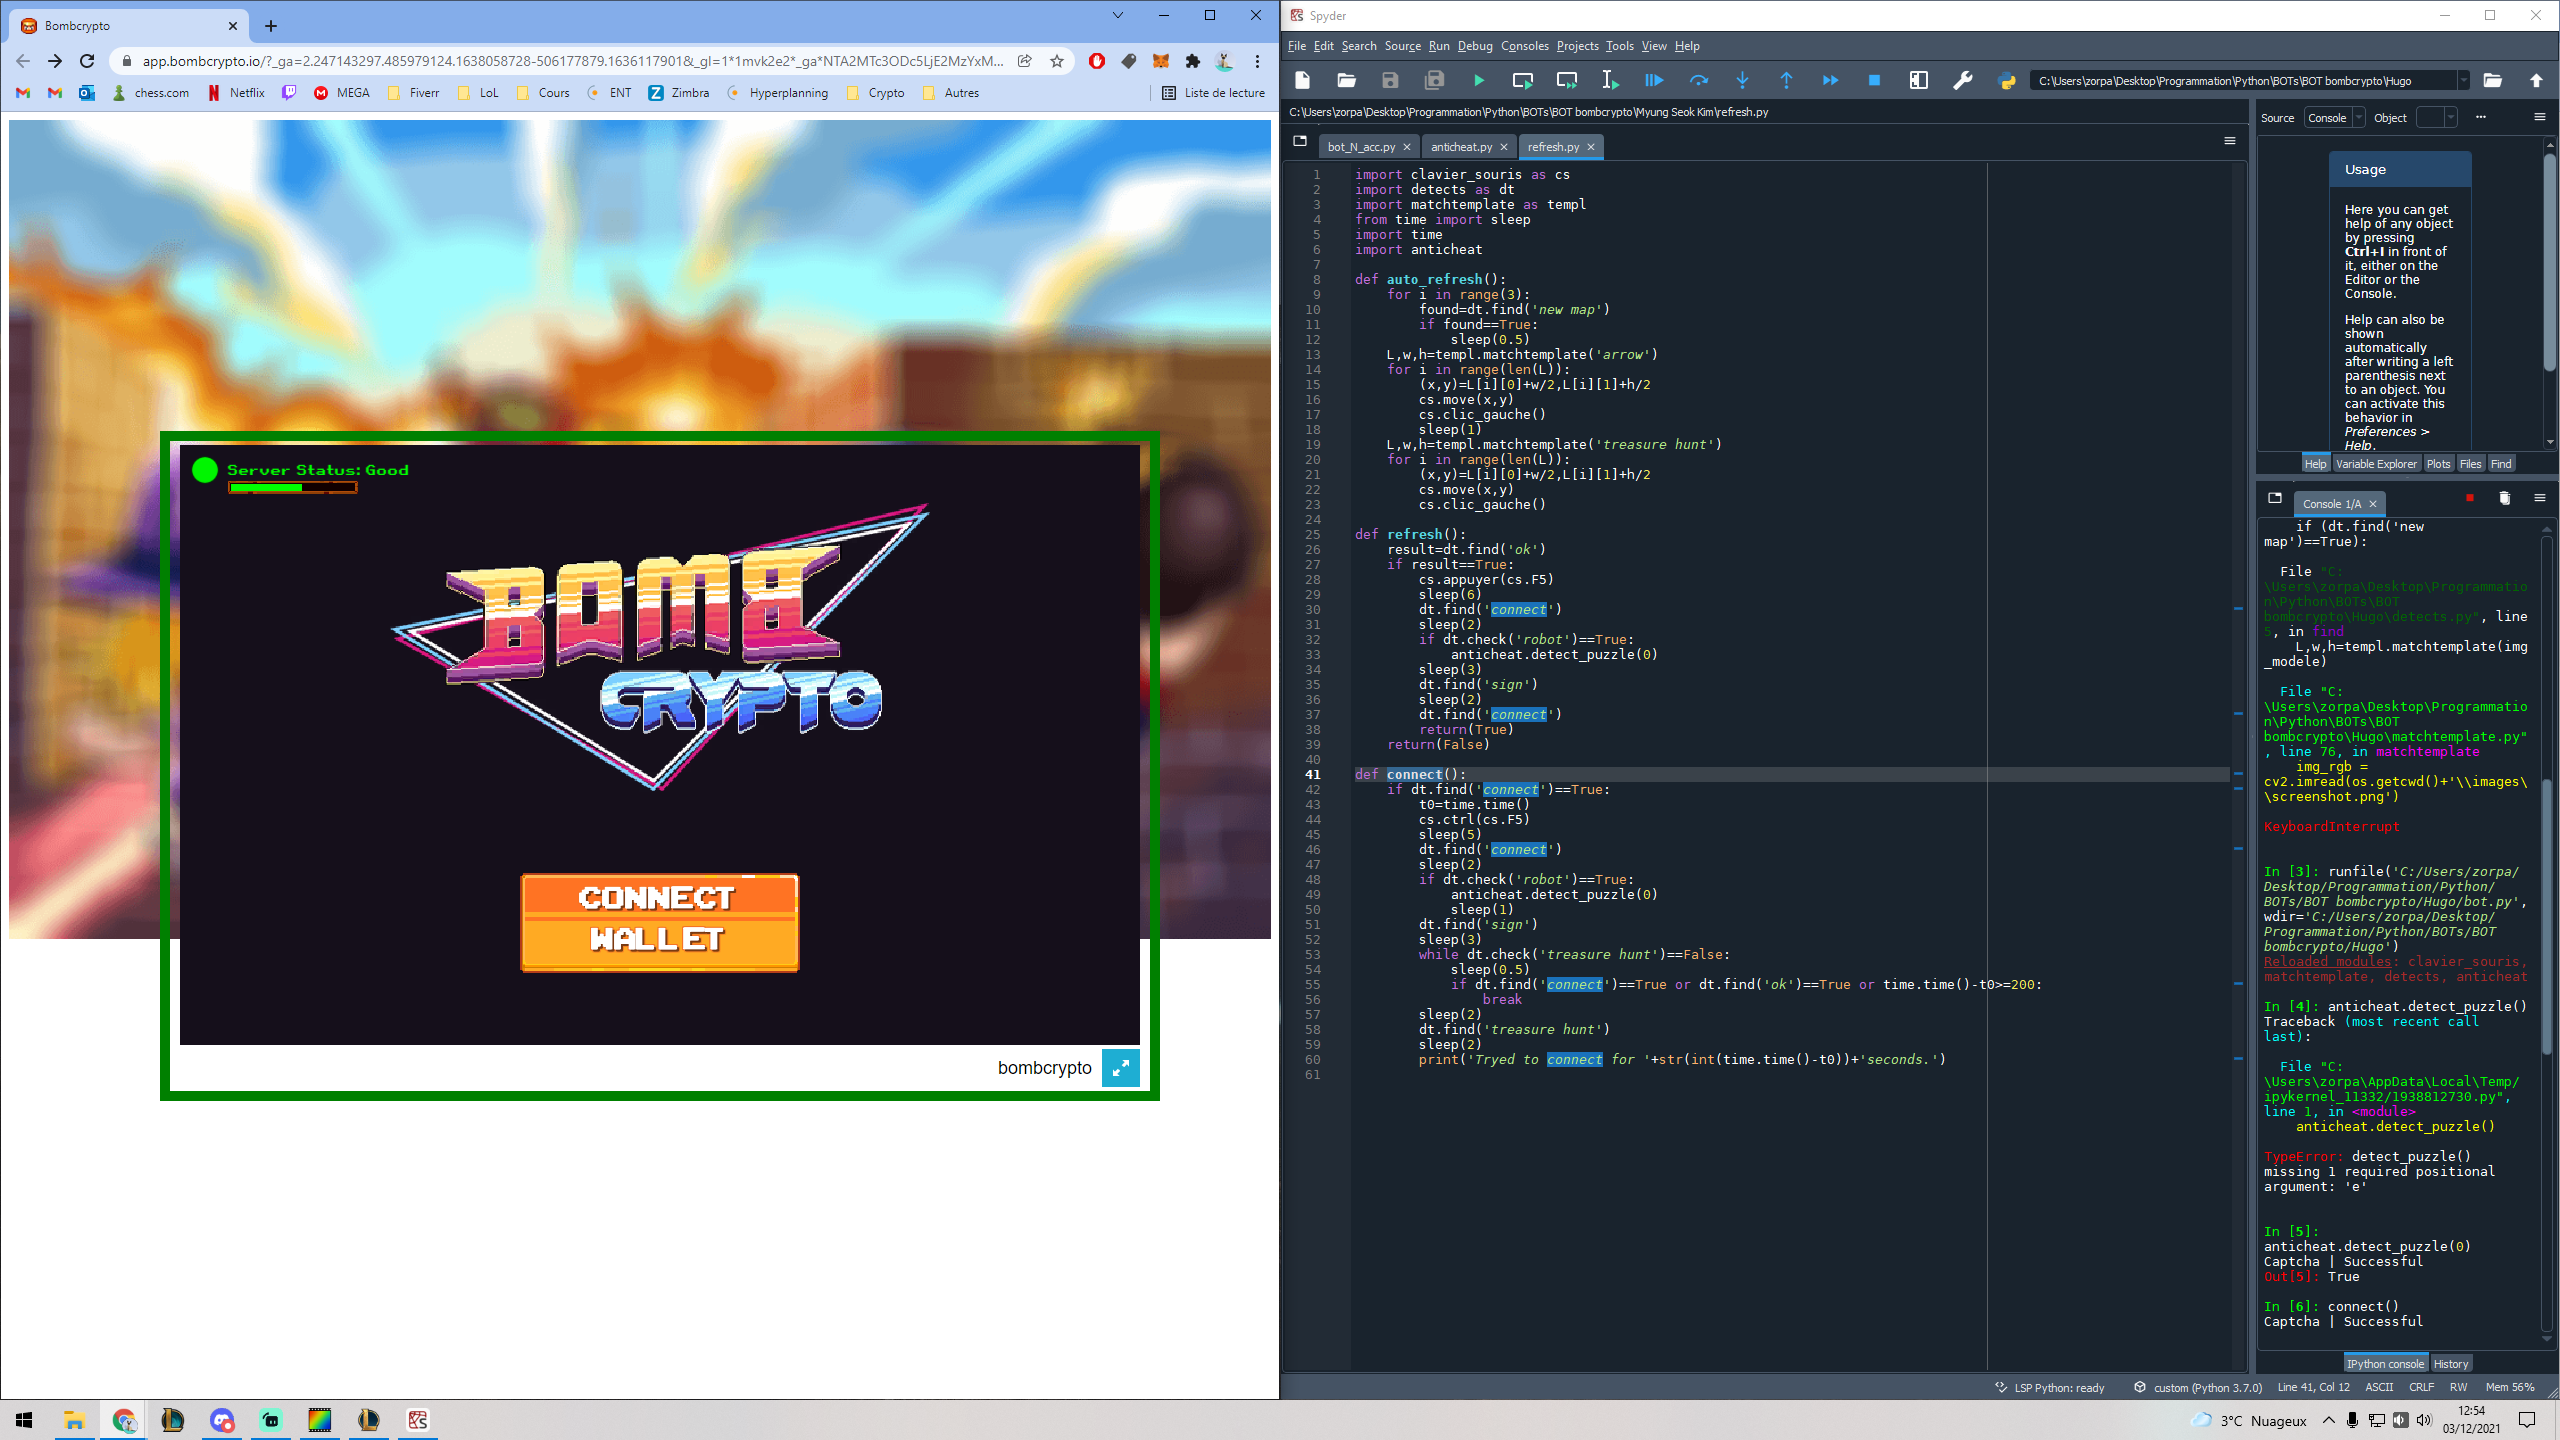 Bombcrypto
app.bombcrypto.io/?_ga=2.247143297.485979124.1638058728-506177879.1636117901&_gl=1*1mvk2e2*_ga*NTA2MTc3ODc5LjE2MzYxM...
chess.com Netflix MEGA Fiverr LoL Cours ENT Zimbra Hyperplanning Crypto Autres Liste de lecture
Server Status: Good
BOMB
CRYPTO
CONNECT
WALLET
bombcrypto
Spyder
File Edit Search Source Run Debug Consoles Projects Tools View Help
C:\Users\zorpa\Desktop\Programmation\Python\BOTs\BOT bombcrypto\Hugo
C:\Users\zorpa\Desktop\Programmation\Python\BOTs\BOT bombcrypto\Myung Seok Kim\refresh.py
bot_N_acc.py anticheat.py refresh.py
1 import clavier_souris as cs
2 import detects as dt
3 import matchtemplate as templ
4 from time import sleep
5 import time
6 import anticheat
7
8 def auto_refresh():
9 for i in range(3):
10 found=dt.find('new map')
11 if found==True:
12 sleep(0.5)
13 L,w,h=templ.matchtemplate('arrow')
14 for i in range(len(L)):
15 (x,y)=L[i][0]+w/2,L[i][1]+h/2
16 cs.move(x,y)
17 cs.clic_gauche()
18 sleep(1)
19 L,w,h=templ.matchtemplate('treasure hunt')
20 for i in range(len(L)):
21 (x,y)=L[i][0]+w/2,L[i][1]+h/2
22 cs.move(x,y)
23 cs.clic_gauche()
24
25 def refresh():
26 result=dt.find('ok')
27 if result==True:
28 cs.appuyer(cs.F5)
29 sleep(6)
30 dt.find('connect')
31 sleep(2)
32 if dt.check('robot')==True:
33 anticheat.detect_puzzle(0)
34 sleep(3)
35 dt.find('sign')
36 sleep(2)
37 dt.find('connect')
38 return(True)
39 return(False)
40
41 def connect():
42 if dt.find('connect')==True:
43 t0=time.time()
44 cs.ctrl(cs.F5)
45 sleep(5)
46 dt.find('connect')
47 sleep(2)
48 if dt.check('robot')==True:
49 anticheat.detect_puzzle(0)
50 sleep(1)
51 dt.find('sign')
52 sleep(3)
53 while dt.check('treasure hunt')==False:
54 sleep(0.5)
55 if dt.find('connect')==True or dt.find('ok')==True or time.time()-t0>=200:
56 break
57 sleep(2)
58 dt.find('treasure hunt')
59 sleep(2)
60 print('Tryed to connect for '+str(int(time.time()-t0))+'seconds.')
61
Source Console Object
Usage
Here you can get
help of any object
by pressing
Ctrl+I in front of
it, either on the
Editor or the
Console.
Help can also be
shown
automatically
after writing a left
parenthesis next
to an object. You
can activate this
behavior in
Preferences >
Help.
Help Variable Explorer Plots Files Find
Console 1/A
if (dt.find('new
map')==True):
File "C:
\Users\zorpa\Desktop\Programmatio
n\Python\BOTs\BOT
bombcrypto\Hugo\detects.py", line
5, in find
L,w,h=templ.matchtemplate(img
_modele)
File "C:
\Users\zorpa\Desktop\Programmatio
n\Python\BOTs\BOT
bombcrypto\Hugo\matchtemplate.py"
, line 76, in matchtemplate
img_rgb =
cv2.imread(os.getcwd()+'\\images\
\screenshot.png')
KeyboardInterrupt
In [3]: runfile('C:/Users/zorpa/
Desktop/Programmation/Python/
BOTs/BOT bombcrypto/Hugo/bot.py',
wdir='C:/Users/zorpa/Desktop/
Programmation/Python/BOTs/BOT
bombcrypto/Hugo')
Reloaded modules: clavier_souris,
matchtemplate, detects, anticheat
In [4]: anticheat.detect_puzzle()
Traceback (most recent call
last):
File "C:
\Users\zorpa\AppData\Local\Temp/
ipykernel_11332/1938812730.py",
line 1, in <module>
anticheat.detect_puzzle()
TypeError: detect_puzzle()
missing 1 required positional
argument: 'e'
In [5]:
anticheat.detect_puzzle(0)
Captcha | Successful
Out[5]: True
In [6]: connect()
Captcha | Successful
IPython console History
LSP Python: ready custom (Python 3.7.0) Line 41, Col 12 ASCII CRLF RW Mem 56%
3°C Nuageux
12:54
03/12/2021